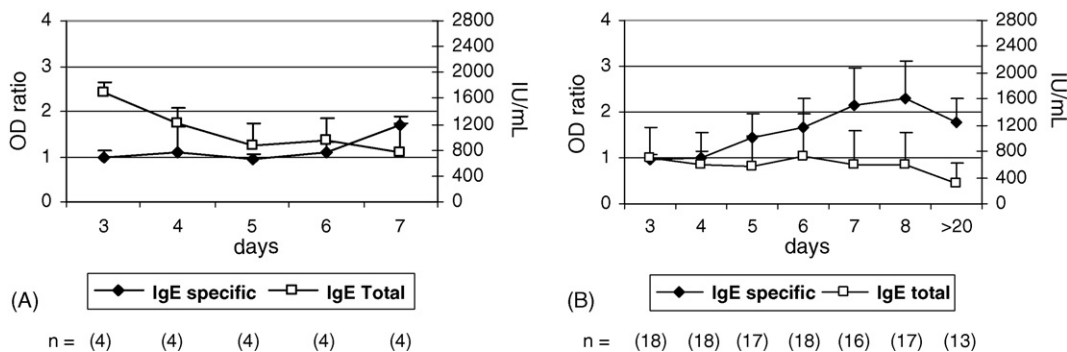 4
3
2
1
0
OD ratio
2800
2400
2000
1600
1200
800
400
0
IU/mL
3 4 5 6 7
days
(A)
IgE specific IgE Total
n = (4) (4) (4) (4) (4)
4
3
2
1
0
OD ratio
2800
2400
2000
1600
1200
800
400
0
IU/mL
3 4 5 6 7 8 >20
days
(B)
IgE specific IgE total
n = (18) (18) (17) (18) (16) (17) (13)